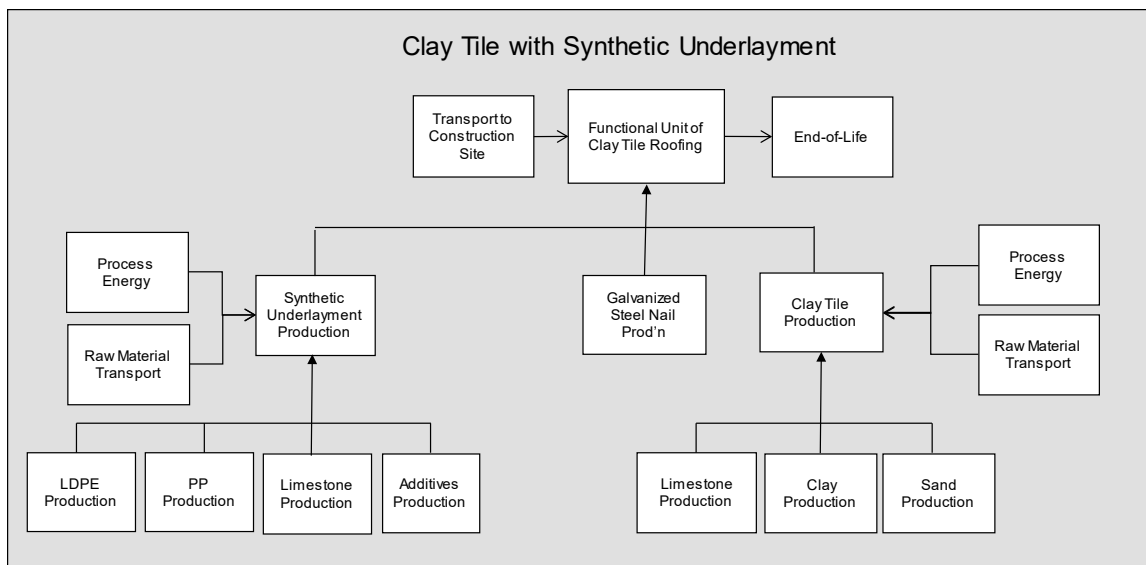 Clay Tile with Synthetic Underlayment
Transport to
Construction
Site
Functional Unit of
Clay Tile Roofing
End-of-Life
Process
Energy
Raw Material
Transport
Synthetic
Underlayment
Production
Galvanized
Steel Nail
Prod'n
Clay Tile
Production
Process
Energy
Raw Material
Transport
LDPE
Production
PP
Production
Limestone
Production
Additives
Production
Limestone
Production
Clay
Production
Sand
Production